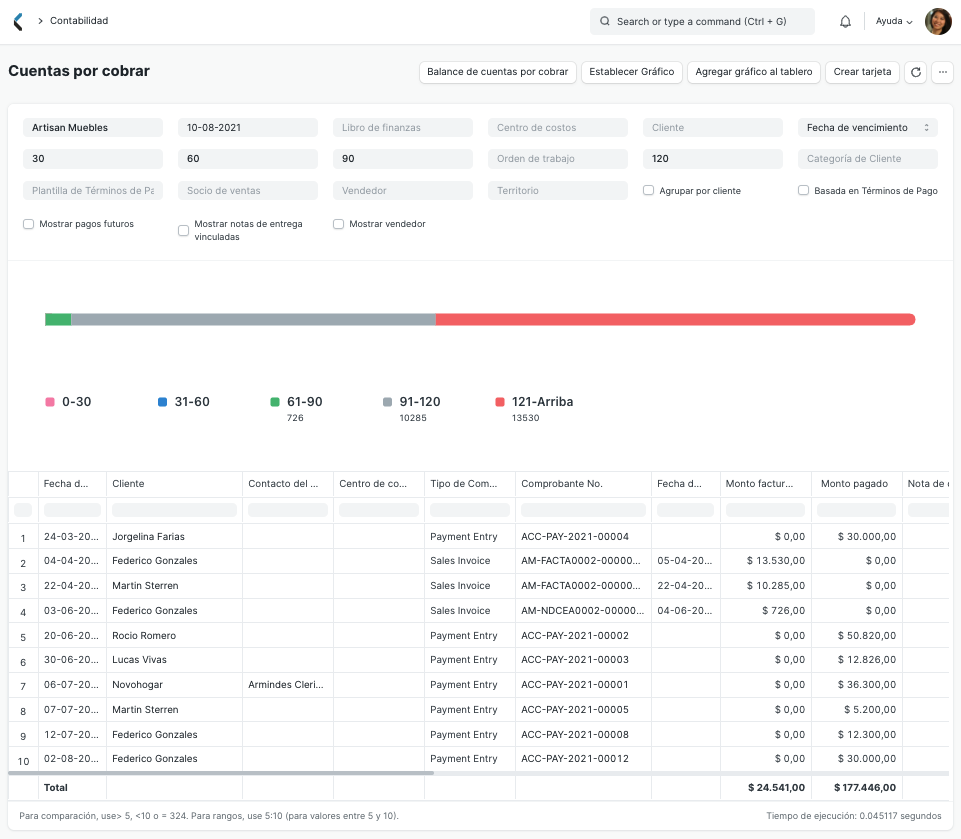 Contabilidad
Search or type a command (Ctrl + G)
Ayuda
Cuentas por cobrar
Balance de cuentas por cobrar
Establecer Gráfico
Agregar gráfico al tablero
Crear tarjeta
Artisan Muebles
10-08-2021
Libro de finanzas
Centro de costos
Cliente
Fecha de vencimiento
30
60
90
Orden de trabajo
120
Categoría de Cliente
Plantilla de Términos de Pa
Socio de ventas
Vendedor
Territorio
Agrupar por cliente
Basada en Términos de Pago
Mostrar pagos futuros
Mostrar notas de entrega
vinculadas
Mostrar vendedor
0-30
31-60
61-90
726
91-120
10285
121-Arriba
13530
Fecha d... Cliente Contacto del ... Centro de co... Tipo de Com... Comprobante No. Fecha d... Monto factur... Monto pagado Nota de
1 24-03-20... Jorgelina Farias Payment Entry ACC-PAY-2021-00004 $ 0,00 $ 30.000,00
2 04-04-20... Federico Gonzales Sales Invoice AM-FACTA0002-00000... 05-04-20... $ 13.530,00 $ 0,00
3 22-04-20... Martin Sterren Sales Invoice AM-FACTA0002-00000... 22-04-20... $ 10.285,00 $ 0,00
4 03-06-20... Federico Gonzales Sales Invoice AM-NDCEA0002-00000... 04-06-20... $ 726,00 $ 0,00
5 20-06-20... Rocio Romero Payment Entry ACC-PAY-2021-00002 $ 0,00 $ 50.820,00
6 30-06-20... Lucas Vivas Payment Entry ACC-PAY-2021-00003 $ 0,00 $ 12.826,00
7 06-07-20... Novohogar Armindes Cleri... Payment Entry ACC-PAY-2021-00001 $ 0,00 $ 36.300,00
8 07-07-20... Martin Sterren Payment Entry ACC-PAY-2021-00005 $ 0,00 $ 5.200,00
9 12-07-20... Federico Gonzales Payment Entry ACC-PAY-2021-00008 $ 0,00 $ 12.300,00
10 02-08-20... Federico Gonzales Payment Entry ACC-PAY-2021-00012 $ 0,00 $ 30.000,00
Total $ 24.541,00 $ 177.446,00
Para comparación, use> 5, <10 o = 324. Para rangos, use 5:10 (para valores entre 5 y 10).
Tiempo de ejecución: 0.045117 segundos